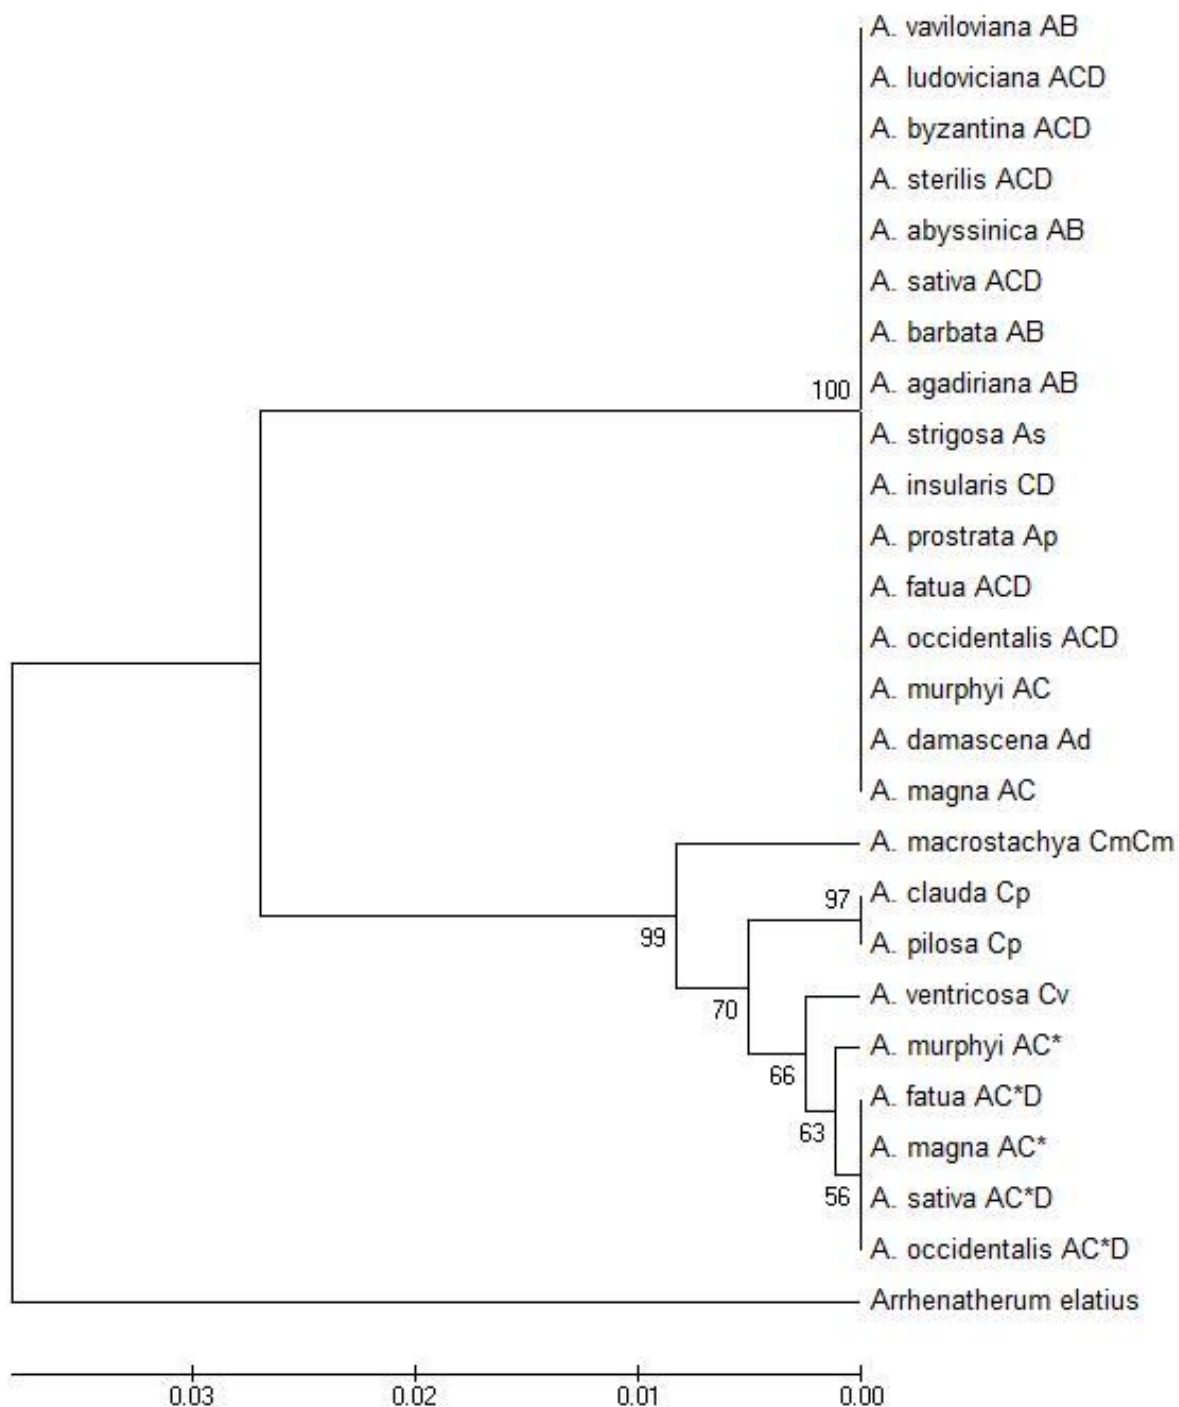 A. vaviloviana AB
A. ludoviciana ACD
A. byzantina ACD
A. sterilis ACD
A. abyssinica AB
A. sativa ACD
A. barbata AB
100
A. agadiriana AB
A. strigosa As
A. insularis CD
A. prostrata Ap
A. fatua ACD
A. occidentalis ACD
A. murphyi AC
A. damascena Ad
A. magna AC
A. macrostachya CmCm
97
A. clauda Cp
99
A. pilosa Cp
A. ventricosa Cv
70
A. murphyi AC*
66
A. fatua AC*D
63
A. magna AC*
56
A. sativa AC*D
A. occidentalis AC*D
Arrhenatherum elatius
0.03 0.02 0.01 0.00